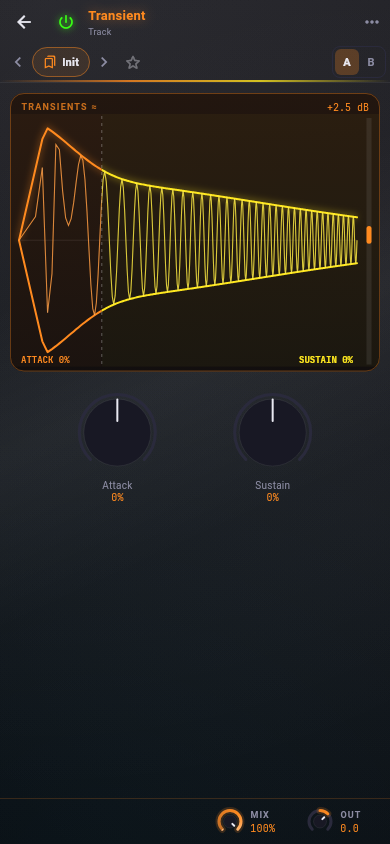 Transient
Track
Init
A B
TRANSIENTS ≈ +2.5 dB
ATTACK 0% SUSTAIN 0%
Attack Sustain
0% 0%
MIX OUT
100% 0.0